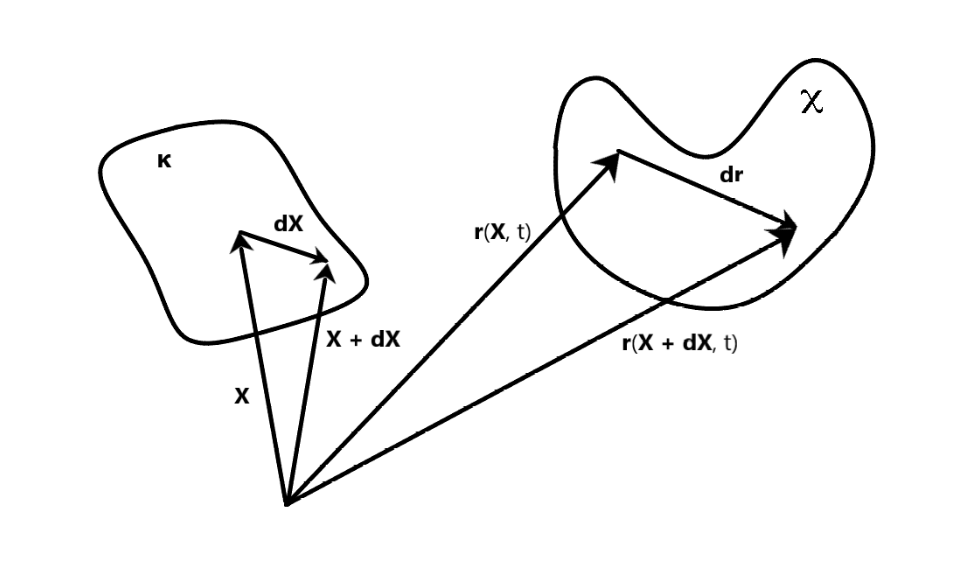 χ
κ
dr
dX
r(X, t)
X + dX
r(X + dX, t)
X